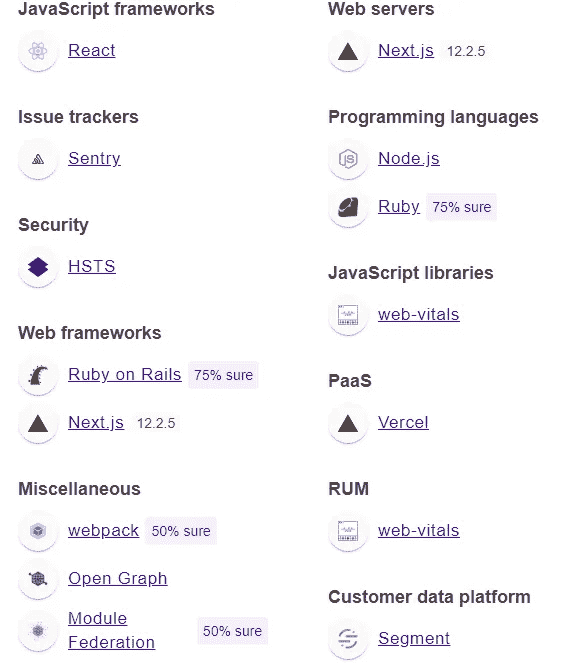 JavaScript frameworks
React
Issue trackers
Sentry
Security
HSTS
Web frameworks
Ruby on Rails 75% sure
Next.js 12.2.5
Miscellaneous
webpack 50% sure
Open Graph
Module
Federation 50% sure
Web servers
Next.js 12.2.5
Programming languages
Node.js
Ruby 75% sure
JavaScript libraries
web-vitals
PaaS
Vercel
RUM
web-vitals
Customer data platform
Segment